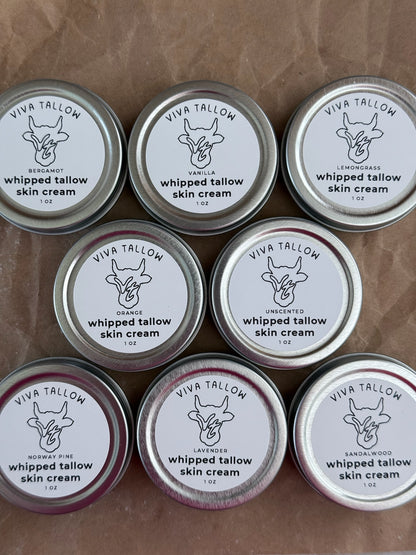 VIVA TALLOW
BERGAMOT
whipped tallow
skin cream
1 OZ
VIVA TALLOW
VANILLA
whipped tallow
skin cream
1 OZ
VIVA TALLOW
LEMONGRASS
whipped tallow
skin cream
1 OZ
VIVA TALLOW
ORANGE
whipped tallow
skin cream
1 OZ
VIVA TALLOW
UNSCENTED
whipped tallow
skin cream
1 OZ
VIVA TALLOW
NORWAY PINE
whipped tallow
skin cream
1 OZ
VIVA TALLOW
LAVENDER
whipped tallow
skin cream
1 OZ
VIVA TALLOW
SANDALWOOD
whipped tallow
skin cream
1 OZ